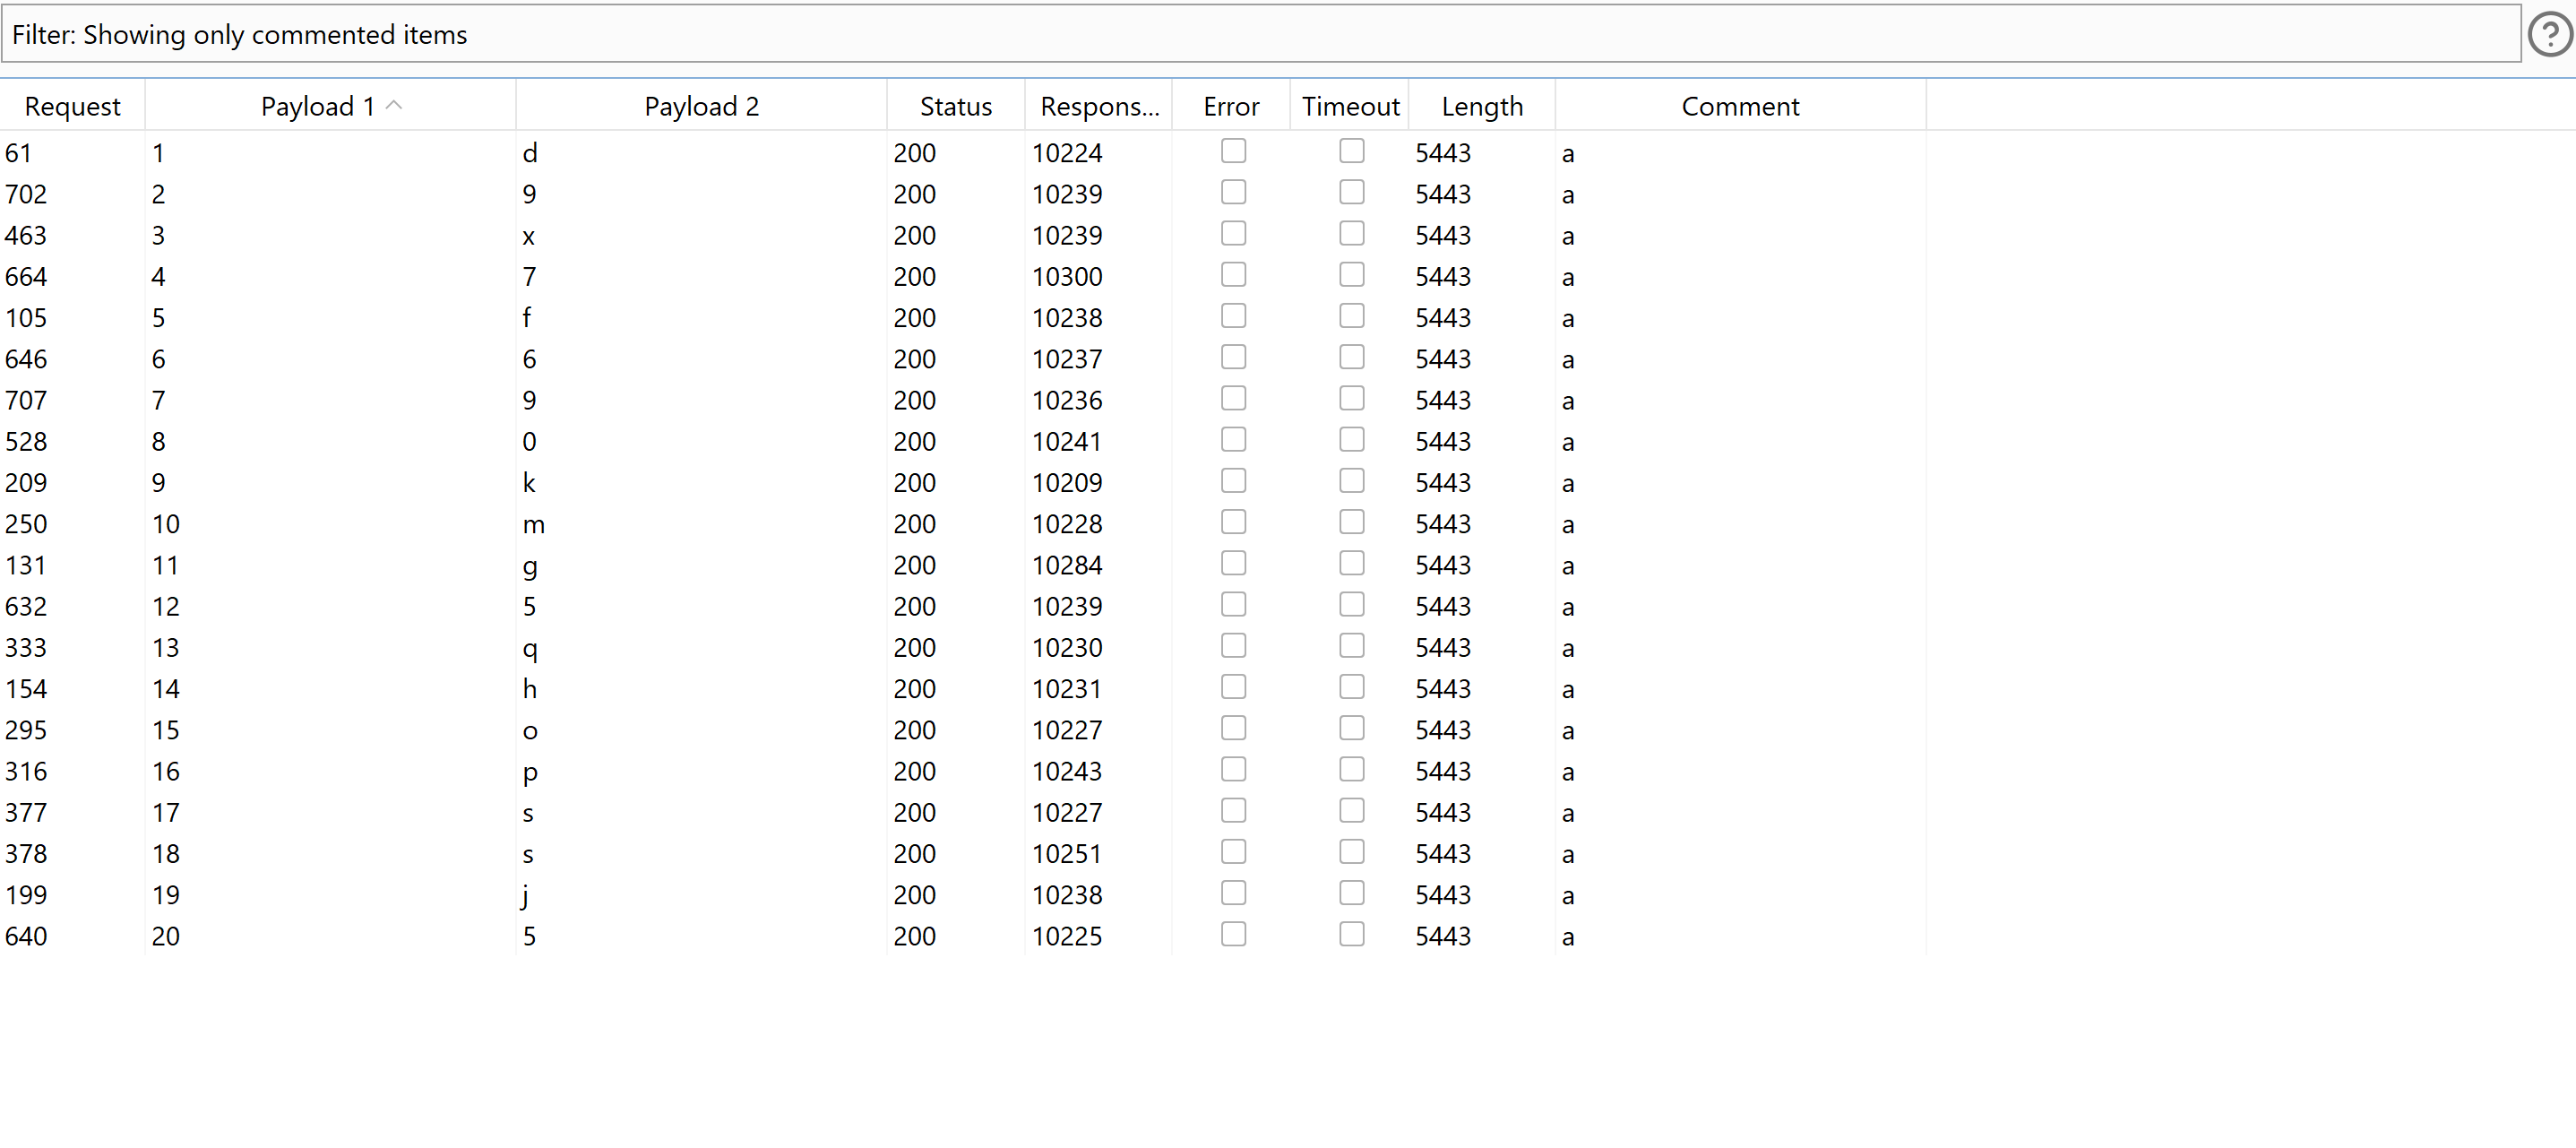 Filter: Showing only commented items ?
Request Payload 1 Payload 2 Status Respons... Error Timeout Length Comment
61 1 d 200 10224 5443 a
702 2 9 200 10239 5443 a
463 3 x 200 10239 5443 a
664 4 7 200 10300 5443 a
105 5 f 200 10238 5443 a
646 6 6 200 10237 5443 a
707 7 9 200 10236 5443 a
528 8 0 200 10241 5443 a
209 9 k 200 10209 5443 a
250 10 m 200 10228 5443 a
131 11 g 200 10284 5443 a
632 12 5 200 10239 5443 a
333 13 q 200 10230 5443 a
154 14 h 200 10231 5443 a
295 15 o 200 10227 5443 a
316 16 p 200 10243 5443 a
377 17 s 200 10227 5443 a
378 18 s 200 10251 5443 a
199 19 j 200 10238 5443 a
640 20 5 200 10225 5443 a